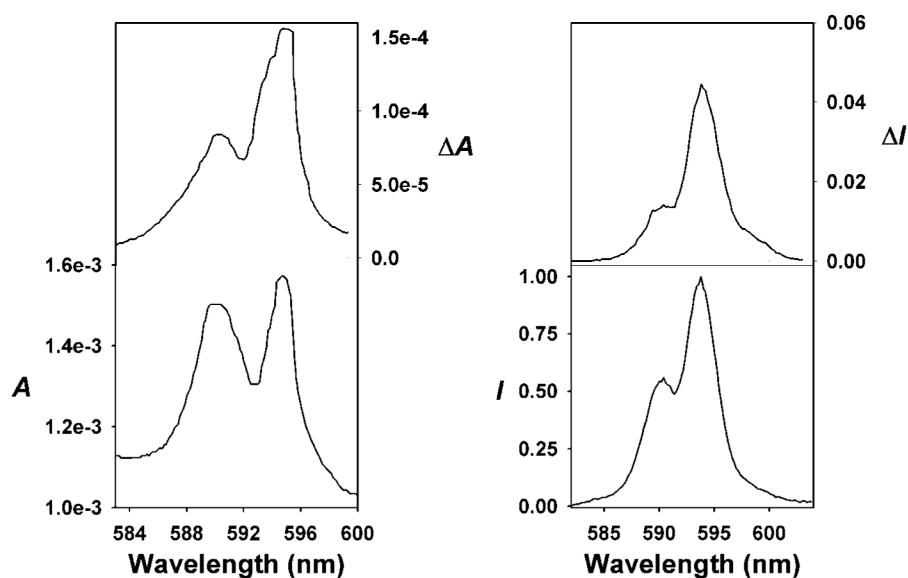 1.5e-4
1.0e-4
ΔA
5.0e-5
0.0
1.6e-3
1.4e-3
A
1.2e-3
1.0e-3
584 588 592 596 600
Wavelength (nm)
0.06
0.04
ΔI
0.02
0.00
1.00
0.75
I
0.50
0.25
0.00
585 590 595 600
Wavelength (nm)